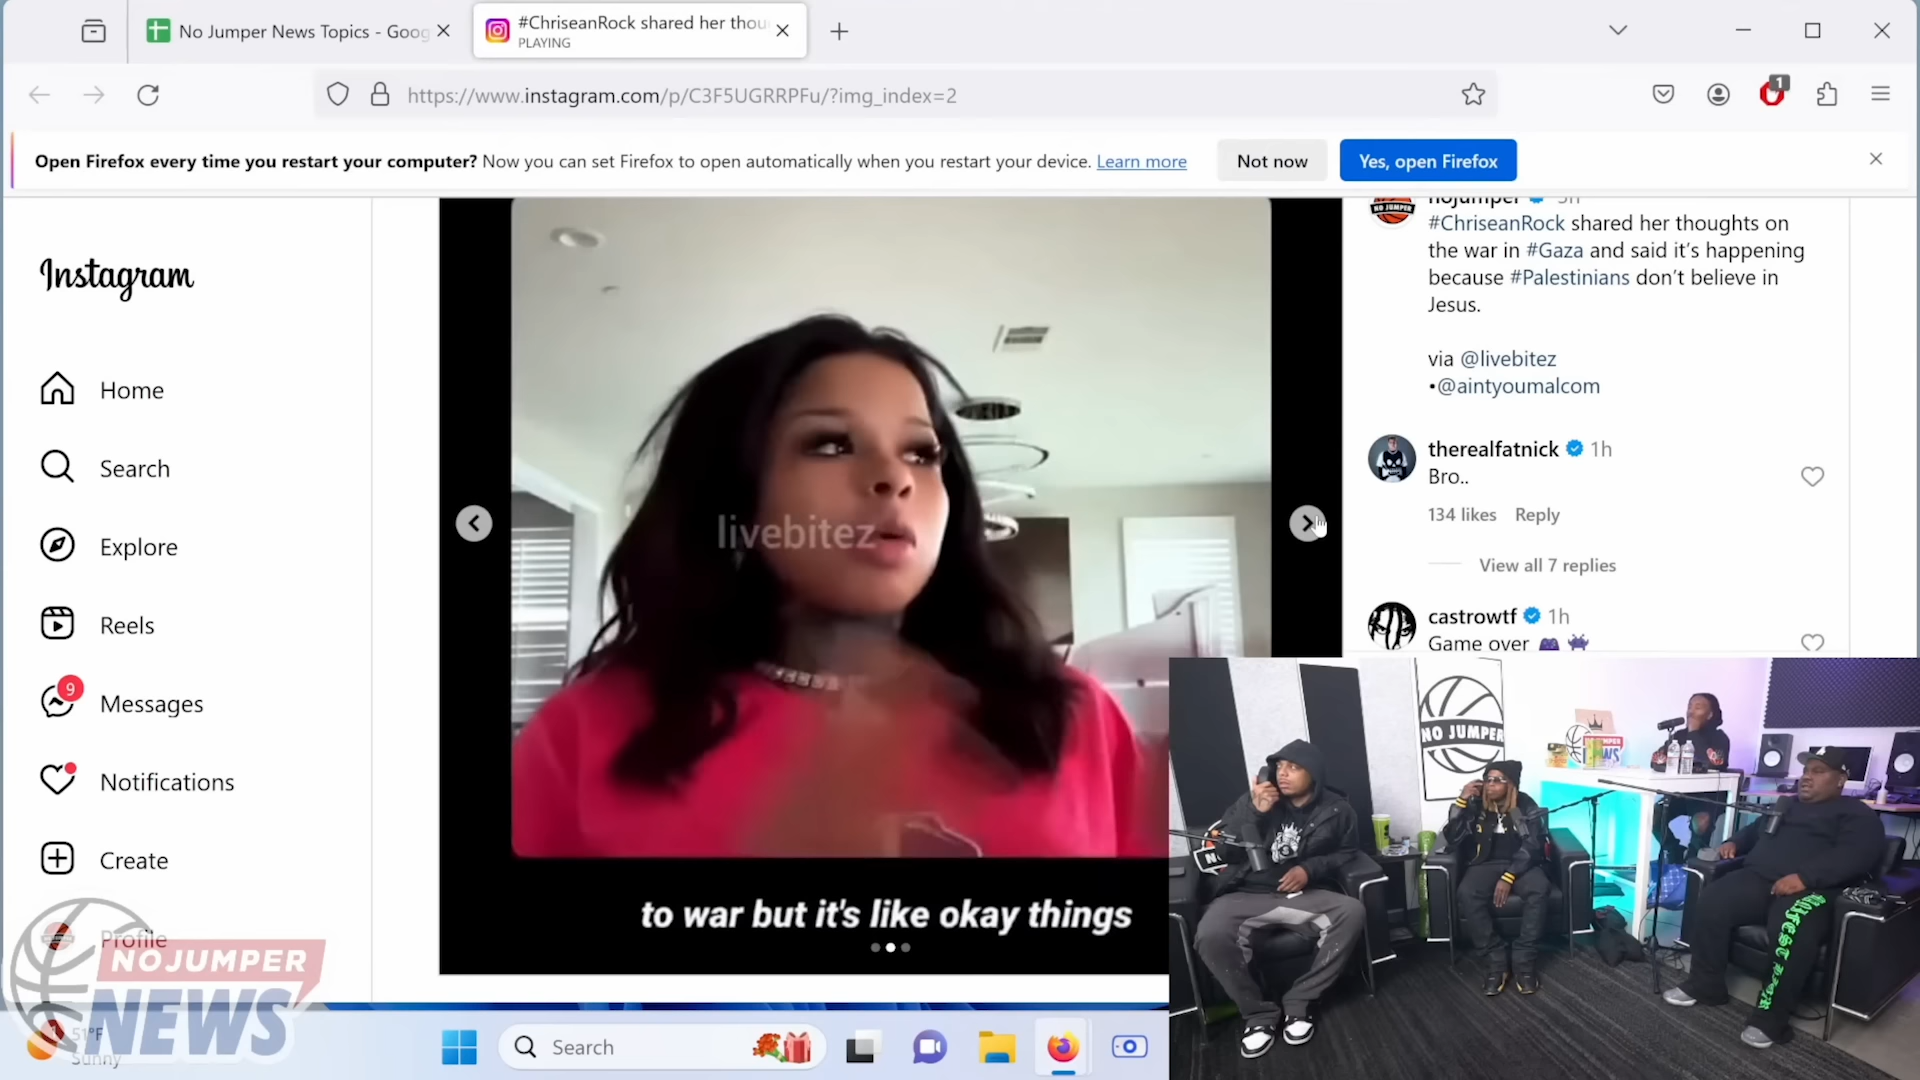 No Jumper News Topics - Goog
#ChriseanRock shared her thou
PLAYING
https://www.instagram.com/p/C3F5UGRRPFu/?img_index=2
1
Open Firefox every time you restart your computer? Now you can set Firefox to open automatically when you restart your device. Learn more
Not now
Yes, open Firefox
Instagram
Home
Search
Explore
Reels
9
Messages
Notifications
Create
Profile
livebitez
to war but it's like okay things
NO JUMPER
nojumper
#ChriseanRock shared her thoughts on
the war in #Gaza and said it's happening
because #Palestinians don't believe in
Jesus.
via @livebitez
•@aintyoumalcom
therealfatnick 1h
Bro..
134 likes Reply
View all 7 replies
castrowtf 1h
Game over
NO JUMPER
NOJUMPER
NEWS
51°F
Sunny
Search